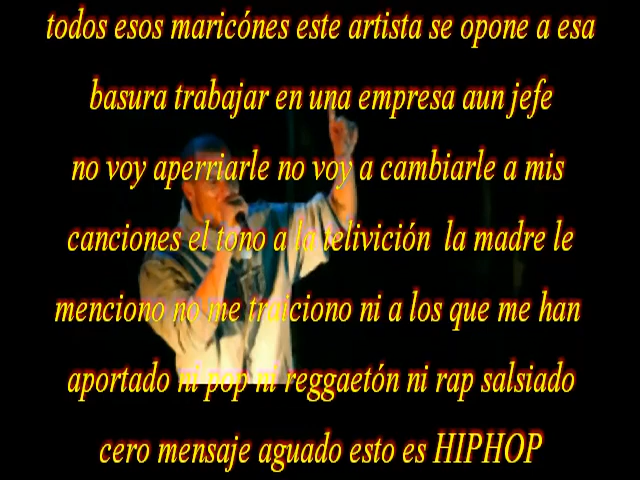 todos esos maricónes este artista se opone a esa
basura trabajar en una empresa aun jefe
no voy aperriarle no voy a cambiarle a mis
canciones el tono a la telivición la madre le
menciono no me traiciono ni a los que me han
aportado ni pop ni reggaetón ni rap salsiado
cero mensaje aguado esto es HIPHOP